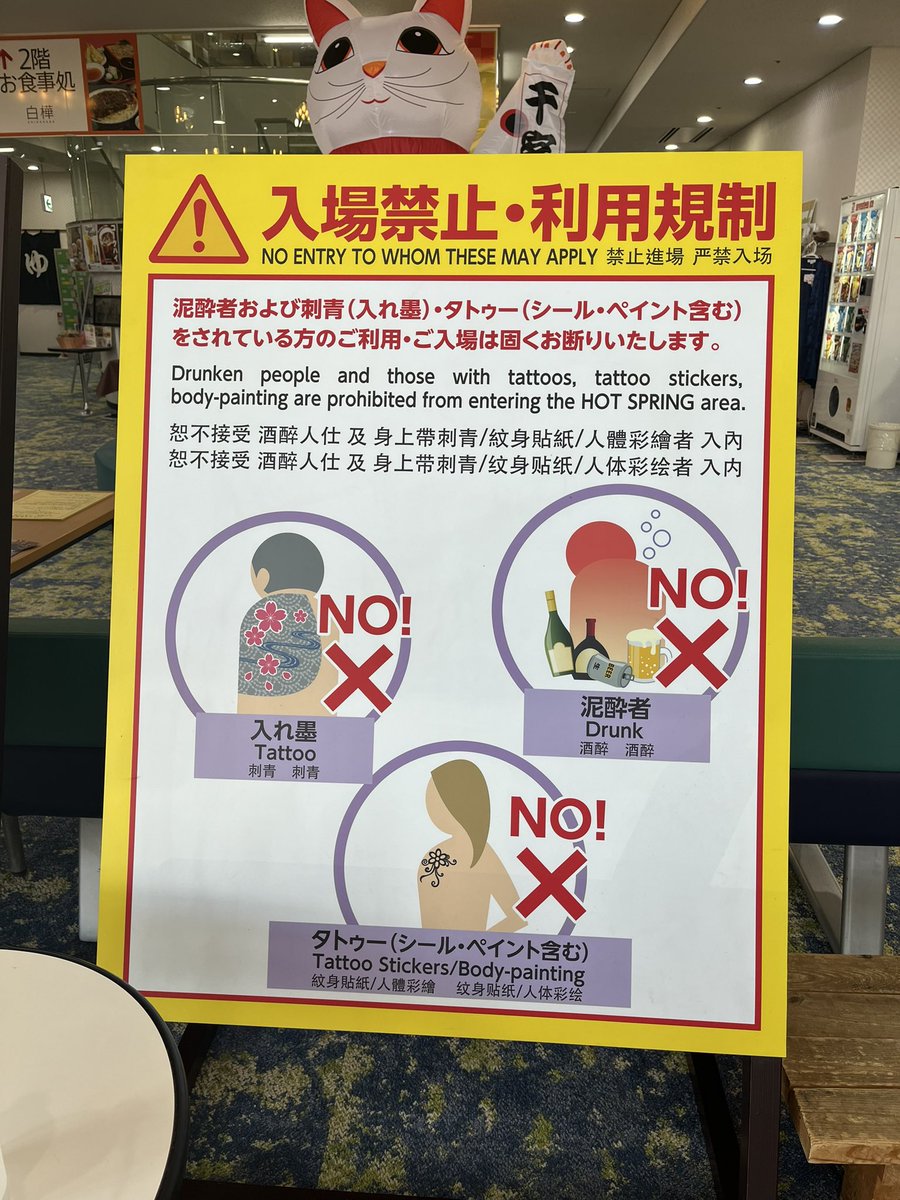 2階
お食事処
白樺
入場禁止・利用規制
NO ENTRY TO WHOM THESE MAY APPLY 禁止進場 严禁入场
泥酔者および刺青(入れ墨)・タトゥー(シール・ペイント含む)
をされている方のご利用・ご入場は固くお断りいたします。
Drunken people and those with tattoos, tattoo stickers,
body-painting are prohibited from entering the HOT SPRING area.
恕不接受 酒醉人仕 及 身上帶刺青/紋身貼紙/人體彩繪者 入內
恕不接受 酒醉人仕 及 身上带刺青/纹身贴纸/人体彩绘者 入内
NO!
入れ墨
Tattoo
刺青 刺青
NO!
BEER
泥酔者
Drunk
酒醉 酒醉
NO!
タトゥー(シール・ペイント含む)
Tattoo Stickers/Body-painting
紋身貼紙/人體彩繪 纹身贴纸/人体彩绘
ゆ